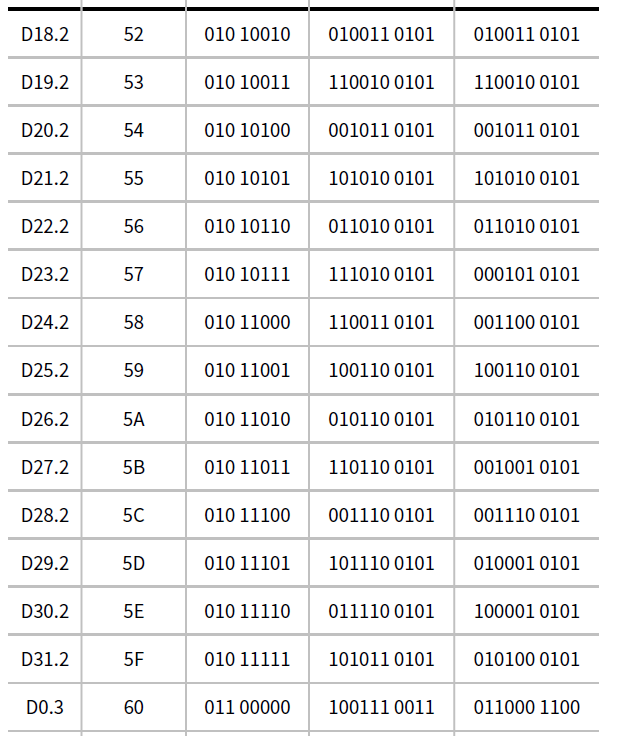 D18.2 52 010 10010 010011 0101 010011 0101
D19.2 53 010 10011 110010 0101 110010 0101
D20.2 54 010 10100 001011 0101 001011 0101
D21.2 55 010 10101 101010 0101 101010 0101
D22.2 56 010 10110 011010 0101 011010 0101
D23.2 57 010 10111 111010 0101 000101 0101
D24.2 58 010 11000 110011 0101 001100 0101
D25.2 59 010 11001 100110 0101 100110 0101
D26.2 5A 010 11010 010110 0101 010110 0101
D27.2 5B 010 11011 110110 0101 001001 0101
D28.2 5C 010 11100 001110 0101 001110 0101
D29.2 5D 010 11101 101110 0101 010001 0101
D30.2 5E 010 11110 011110 0101 100001 0101
D31.2 5F 010 11111 101011 0101 010100 0101
D0.3 60 011 00000 100111 0011 011000 1100